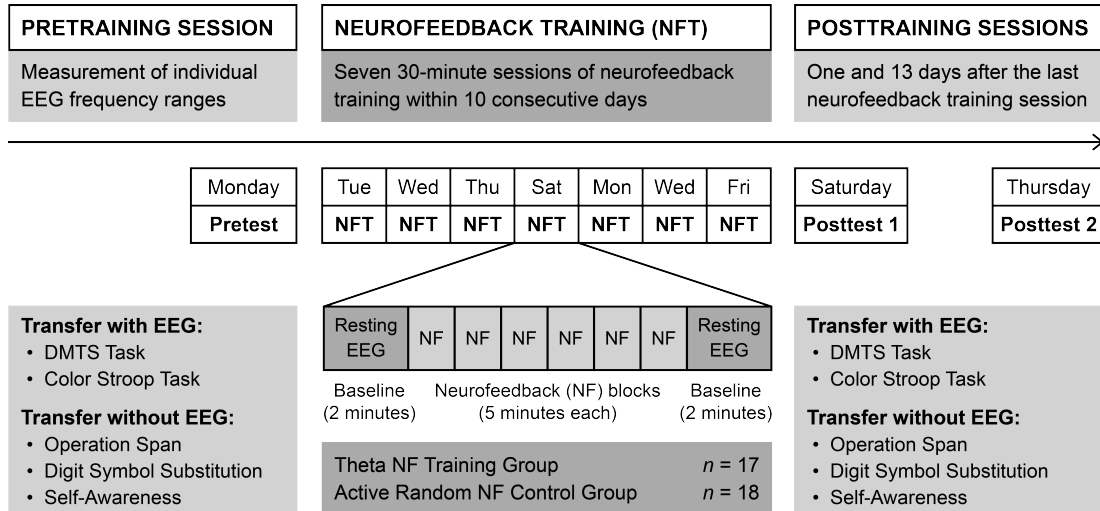 PRETRAINING SESSION
Measurement of individual
EEG frequency ranges
NEUROFEEDBACK TRAINING (NFT)
Seven 30-minute sessions of neurofeedback
training within 10 consecutive days
POSTTRAINING SESSIONS
One and 13 days after the last
neurofeedback training session
Monday
Pretest
Tue Wed Thu Sat Mon Wed Fri
NFT NFT NFT NFT NFT NFT NFT
Saturday
Posttest 1
Thursday
Posttest 2
Transfer with EEG:
• DMTS Task
• Color Stroop Task
Transfer without EEG:
• Operation Span
• Digit Symbol Substitution
• Self-Awareness
Resting
EEG
NF NF NF NF NF NF
Resting
EEG
Baseline
(2 minutes)
Neurofeedback (NF) blocks
(5 minutes each)
Baseline
(2 minutes)
Theta NF Training Group n = 17
Active Random NF Control Group n = 18
Transfer with EEG:
• DMTS Task
• Color Stroop Task
Transfer without EEG:
• Operation Span
• Digit Symbol Substitution
• Self-Awareness